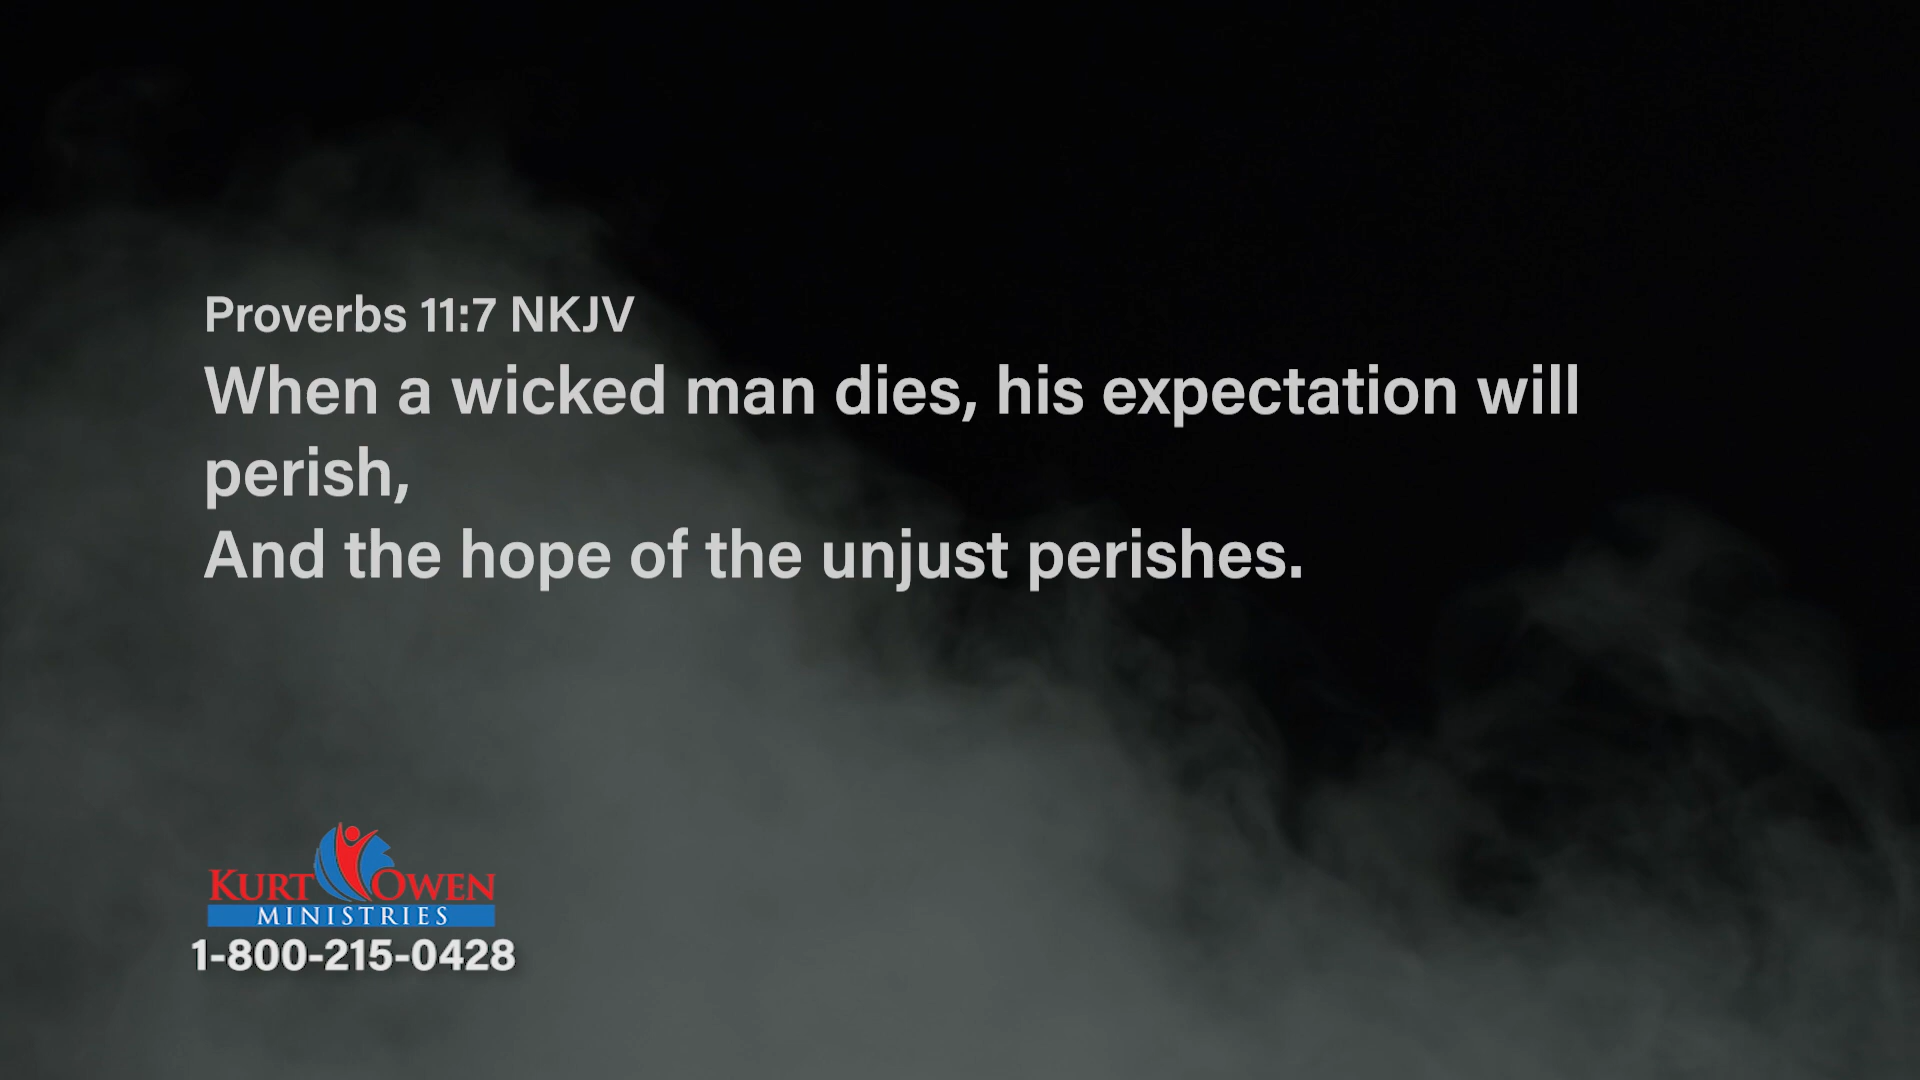 Proverbs 11:7 NKJV
When a wicked man dies, his expectation will
perish,
And the hope of the unjust perishes.
KURT OWEN
MINISTRIES
1-800-215-0428